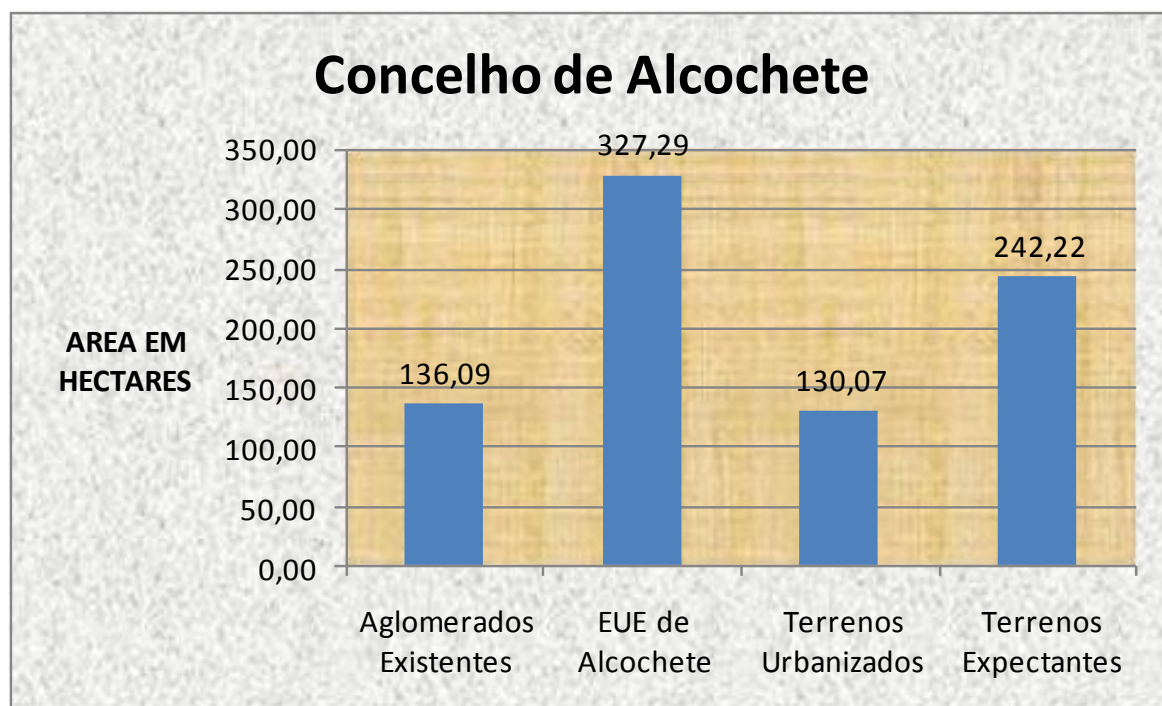 Concelho de Alcochete
350,00
300,00
250,00
200,00
150,00
100,00
50,00
0,00
AREA EM
HECTARES
136,09
327,29
130,07
242,22
Aglomerados
Existentes
EUE de
Alcochete
Terrenos
Urbanizados
Terrenos
Expectantes